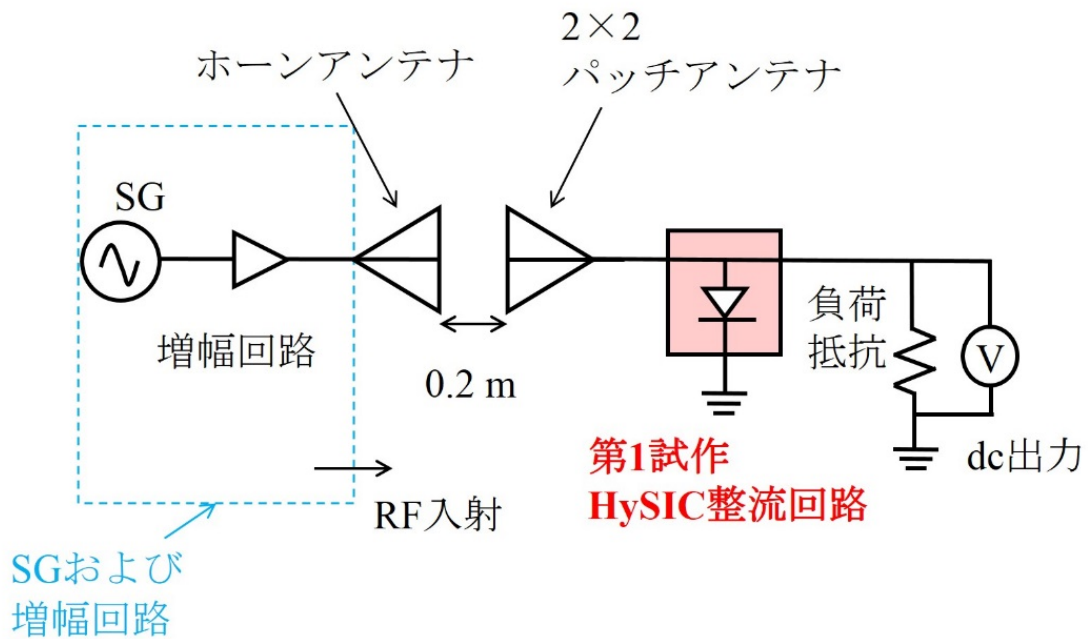 2×2
パッチアンテナ
ホーンアンテナ
SG
増幅回路
0.2 m
負荷
抵抗
V
dc出力
第1試作
HySIC整流回路
RF入射
SGおよび
増幅回路